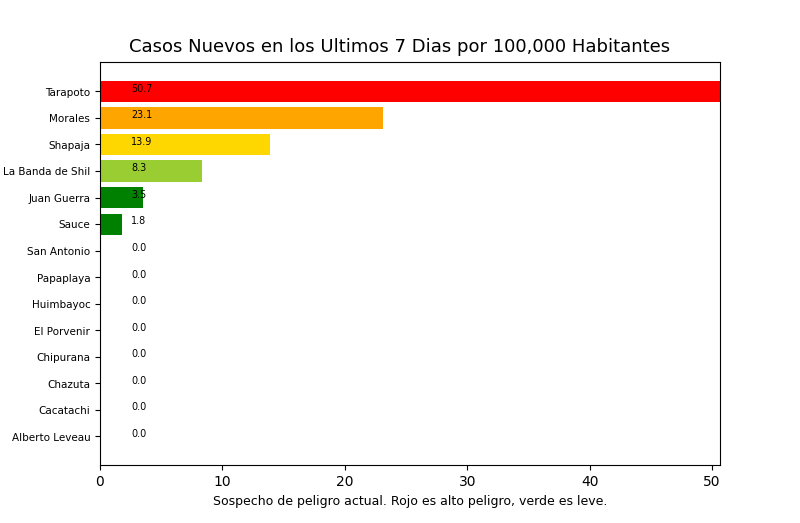 Casos Nuevos en los Ultimos 7 Dias por 100,000 Habitantes
Tarapoto 50.7
Morales 23.1
Shapaja 13.9
La Banda de Shil 8.3
Juan Guerra 3.5
Sauce 1.8
San Antonio 0.0
Papaplaya 0.0
Huimbayoc 0.0
El Porvenir 0.0
Chipurana 0.0
Chazuta 0.0
Cacatachi 0.0
Alberto Leveau 0.0
0 10 20 30 40 50
Sospecho de peligro actual. Rojo es alto peligro, verde es leve.